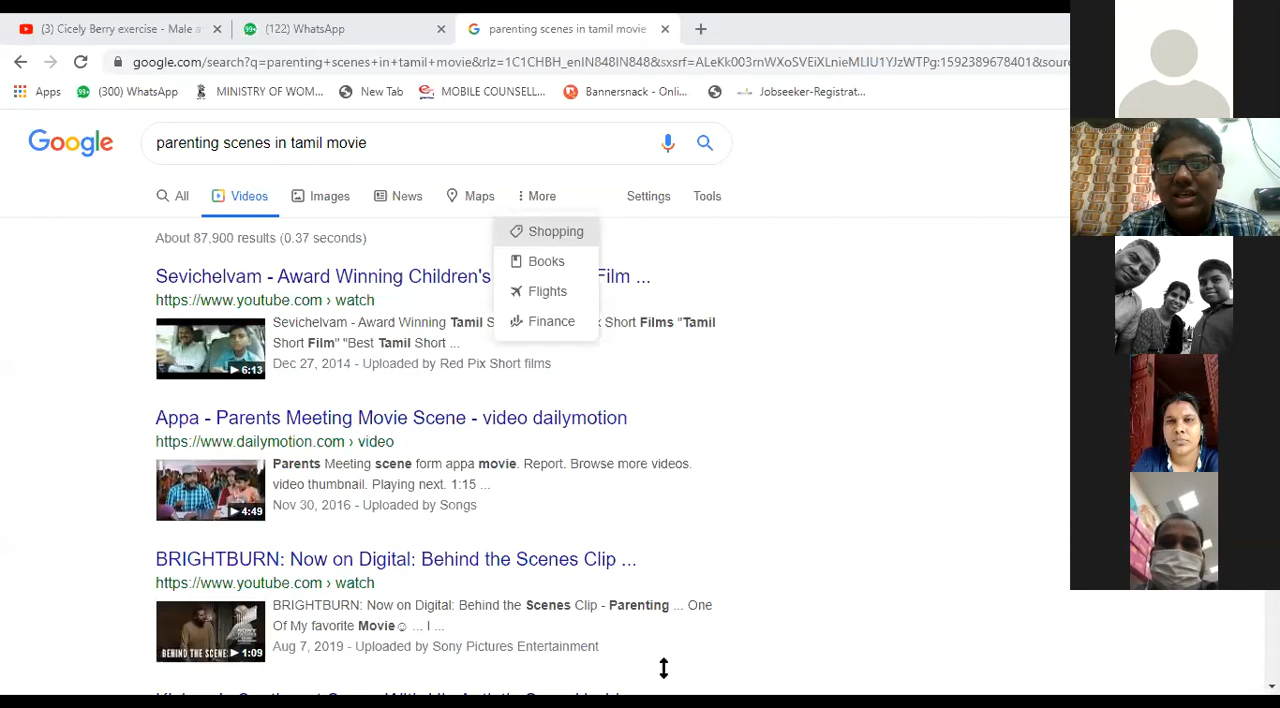 (3) Cicely Berry exercise - Male a
(122) WhatsApp
parenting scenes in tamil movie
google.com/search?q=parenting+scenes+in+tamil+movie&rlz=1C1CHBH_enIN848IN848&sxsrf=ALeKk003rnWXoSVEiXLnieMLIU1YJzWTPg:1592389678401&sourc
Apps
99+
(300) WhatsApp
MINISTRY OF WOM...
New Tab
MOBILE COUNSELL...
Bannersnack - Onli...
Jobseeker-Registrat...
Google
parenting scenes in tamil movie
All
Videos
Images
News
Maps
More
Settings
Tools
Shopping
Books
Flights
Finance
About 87,900 results (0.37 seconds)
Sevichelvam - Award Winning Children's Film ...
https://www.youtube.com › watch
Sevichelvam - Award Winning Tamil S Short Films "Tamil
Short Film" "Best Tamil Short ...
Dec 27, 2014 - Uploaded by Red Pix Short films
6:13
Appa - Parents Meeting Movie Scene - video dailymotion
https://www.dailymotion.com › video
Parents Meeting scene form appa movie. Report. Browse more videos.
video thumbnail. Playing next. 1:15 ...
Nov 30, 2016 - Uploaded by Songs
4:49
BRIGHTBURN: Now on Digital: Behind the Scenes Clip ...
https://www.youtube.com › watch
BRIGHTBURN: Now on Digital: Behind the Scenes Clip - Parenting ... One
Of My favorite Movie☺ ... I ...
Aug 7, 2019 - Uploaded by Sony Pictures Entertainment
BEHIND THE SCENE
1:09